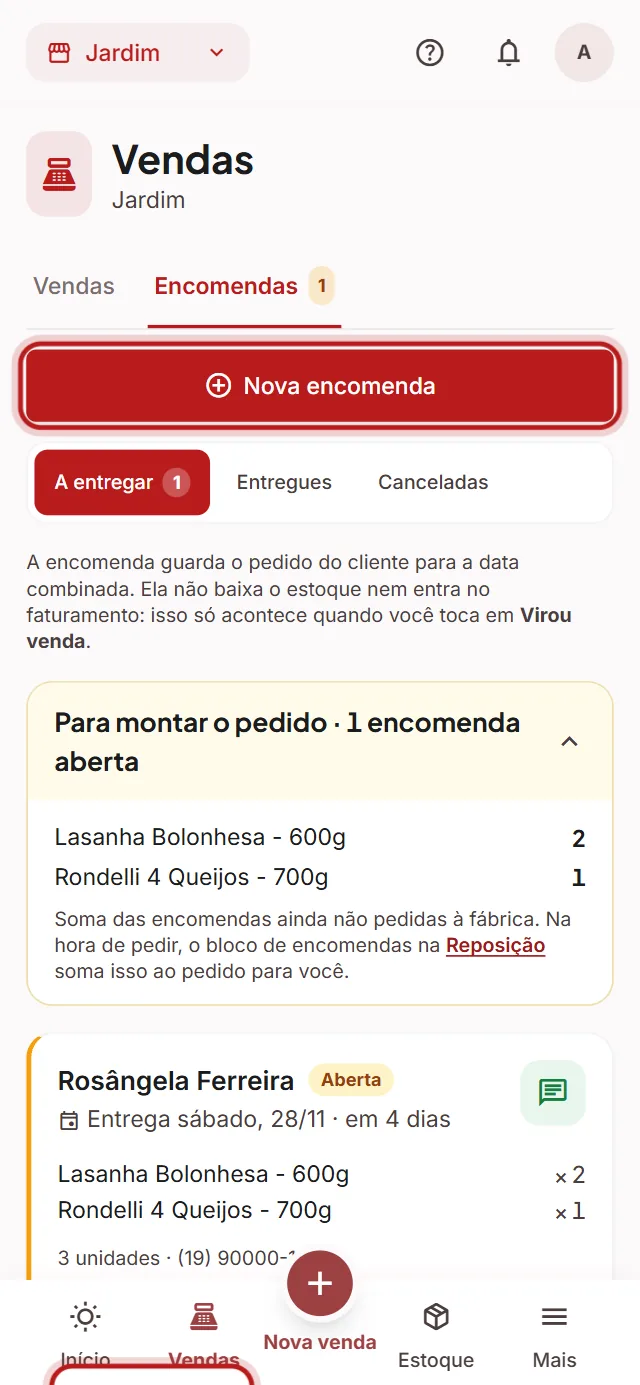 Jardim
A
Vendas
Jardim
Vendas
Encomendas 1
Nova encomenda
A entregar 1
Entregues
Canceladas
A encomenda guarda o pedido do cliente para a data
combinada. Ela não baixa o estoque nem entra no
faturamento: isso só acontece quando você toca em Virou
venda.
Para montar o pedido · 1 encomenda
aberta
Lasanha Bolonhesa - 600g 2
Rondelli 4 Queijos - 700g 1
Soma das encomendas ainda não pedidas à fábrica. Na
hora de pedir, o bloco de encomendas na Reposição
soma isso ao pedido para você.
Rosângela Ferreira Aberta
Entrega sábado, 28/11 · em 4 dias
Lasanha Bolonhesa - 600g × 2
Rondelli 4 Queijos - 700g × 1
3 unidades · (19) 90000-
Início
Vendas
Nova venda
Estoque
Mais